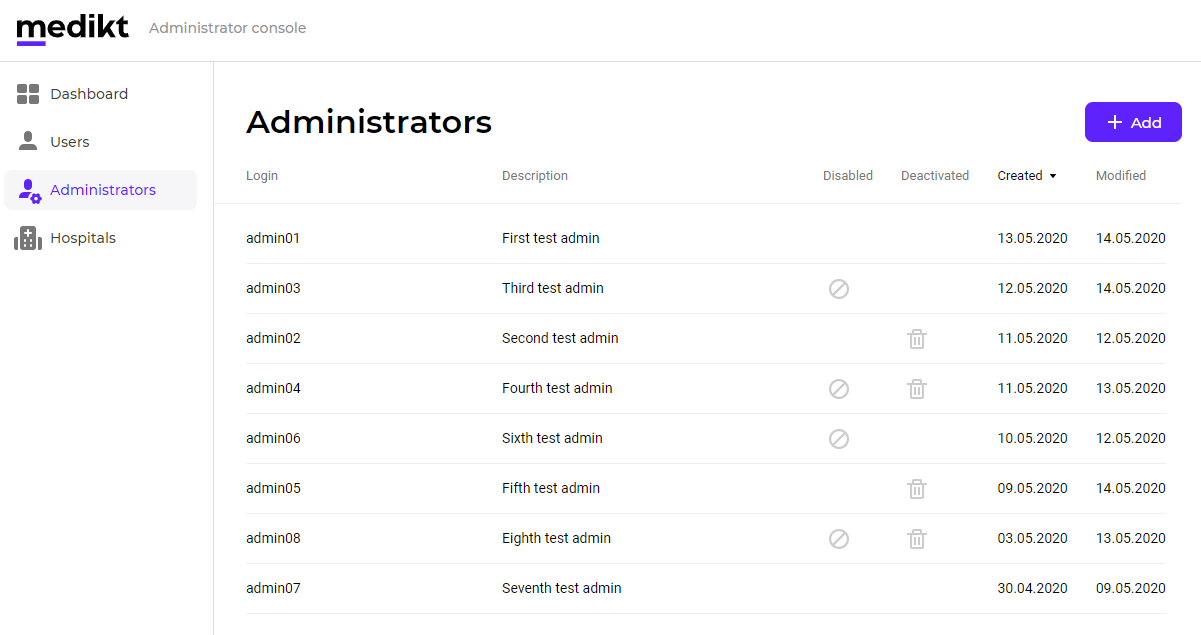 medikt Administrator console
Dashboard
Users
Administrators
Hospitals
Administrators
Add
Login Description Disabled Deactivated Created Modified
admin01 First test admin 13.05.2020 14.05.2020
admin03 Third test admin 12.05.2020 14.05.2020
admin02 Second test admin 11.05.2020 12.05.2020
admin04 Fourth test admin 11.05.2020 13.05.2020
admin06 Sixth test admin 10.05.2020 12.05.2020
admin05 Fifth test admin 09.05.2020 14.05.2020
admin08 Eighth test admin 03.05.2020 13.05.2020
admin07 Seventh test admin 30.04.2020 09.05.2020